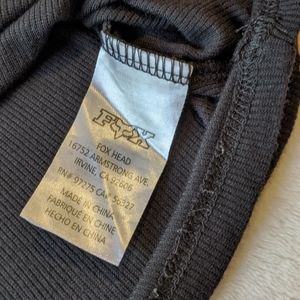 FOX
FOX HEAD
16752 ARMSTRONG AVE.
IRVINE, CA. 92606
RN# 97275 CA# 56327
MADE IN CHINA
FABRIQUÉ EN CHINE
HECHO EN CHINA